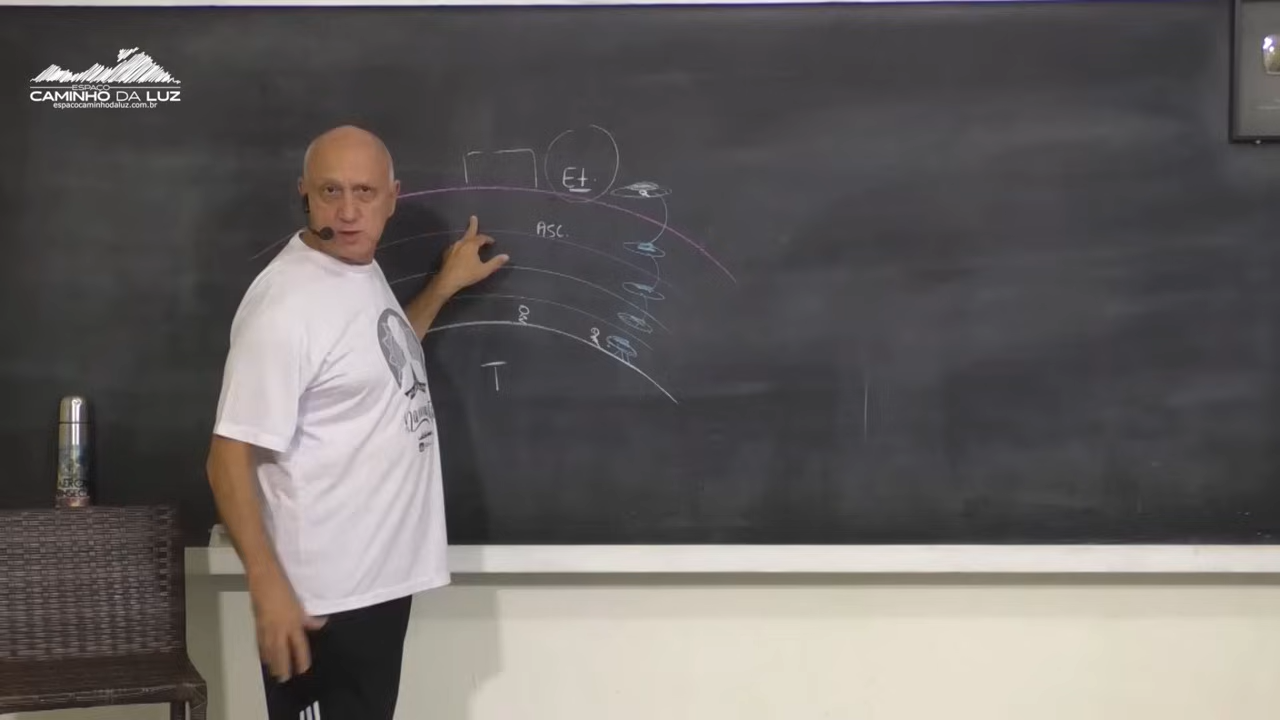 ESPAÇO
CAMINHO DA LUZ
espacocaminhodaluz.com.br
Et.
ASC.
T